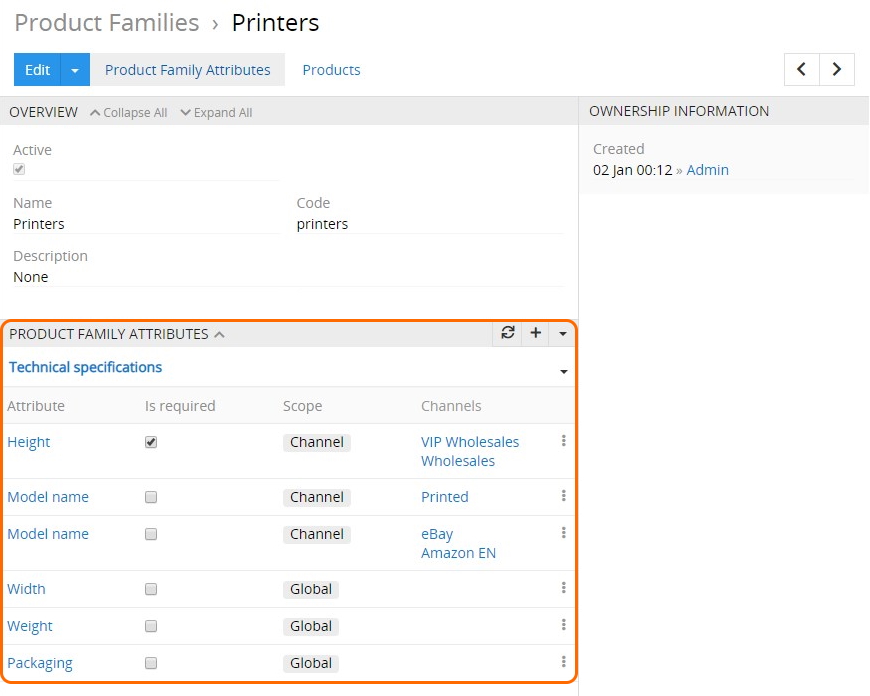 Product Families › Printers
Edit Product Family Attributes Products
OVERVIEW Collapse All Expand All
Active
Name Code
Printers printers
Description
None
OWNERSHIP INFORMATION
Created
02 Jan 00:12 » Admin
PRODUCT FAMILY ATTRIBUTES
Technical specifications
Attribute Is required Scope Channels
Height Channel VIP Wholesales
Wholesales
Model name Channel Printed
Model name Channel eBay
Amazon EN
Width Global
Weight Global
Packaging Global